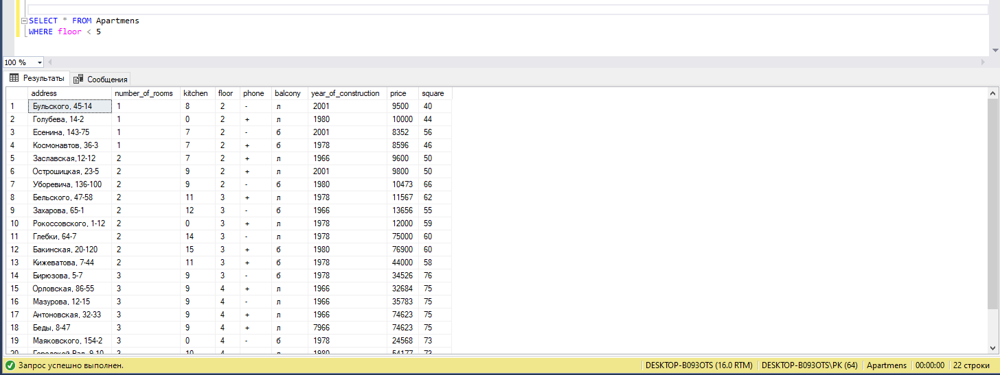 SELECT * FROM Apartmens
WHERE floor < 5
100 %
Результаты Сообщения
address number_of_rooms kitchen floor phone balcony year_of_construction price square
1 Бульского, 45-14 1 8 2 - л 2001 9500 40
2 Голубева, 14-2 1 0 2 + л 1980 10000 44
3 Есенина, 143-75 1 7 2 - б 2001 8352 56
4 Космонавтов, 36-3 1 7 2 + б 1978 8596 46
5 Заславская,12-12 2 7 2 + л 1966 9600 50
6 Острошицкая, 23-5 2 9 2 + л 2001 9800 50
7 Уборевича, 136-100 2 9 2 - б 1980 10473 66
8 Бельского, 47-58 2 11 3 + л 1978 11567 62
9 Захарова, 65-1 2 12 3 - б 1966 13656 55
10 Рокоссовского, 1-12 2 0 3 + л 1978 12000 59
11 Глебки, 64-7 2 14 3 - л 1978 75000 60
12 Бакинская, 20-120 2 15 3 + б 1980 76900 60
13 Кижеватова, 7-44 2 11 3 + б 1978 44000 58
14 Бирюзова, 5-7 3 9 3 - б 1978 34526 76
15 Орловская, 86-55 3 9 4 + л 1966 32684 75
16 Мазурова, 12-15 3 9 4 - л 1966 35783 75
17 Антоновская, 32-33 3 9 4 + л 1966 74623 75
18 Беды, 8-47 3 9 4 + л 7966 74623 75
19 Маяковского, 154-2 3 0 4 - б 1978 24568 73
20 Городской Вал, 9-10 3 10 4 л 1980 54177 73
Запрос успешно выполнен. DESKTOP-B093OTS (16.0 RTM) DESKTOP-B093OTS\PK (64) Apartmens 00:00:00 22 строки